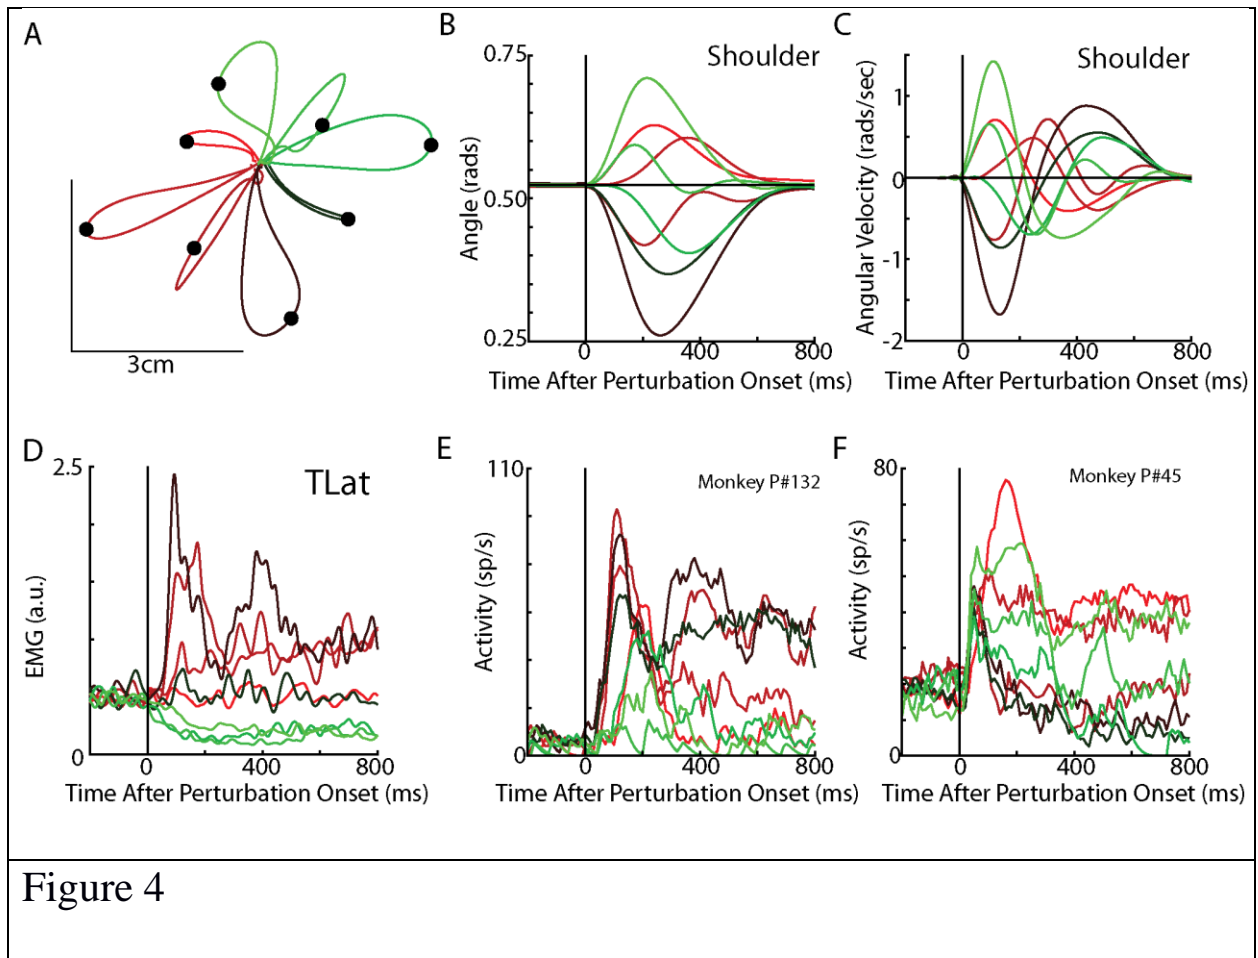 A
3cm
B
Shoulder
0.75
0.50
0.25
Angle (rads)
0
400
800
Time After Perturbation Onset (ms)
C
Shoulder
1
0
-1
-2
Angular Velocity (rads/sec)
0
400
800
Time After Perturbation Onset (ms)
D
TLat
2.5
0
EMG (a.u.)
0
400
800
Time After Perturbation Onset (ms)
E
Monkey P#132
110
0
Activity (sp/s)
0
400
800
Time After Perturbation Onset (ms)
F
Monkey P#45
80
0
Activity (sp/s)
0
400
800
Time After Perturbation Onset (ms)
Figure 4